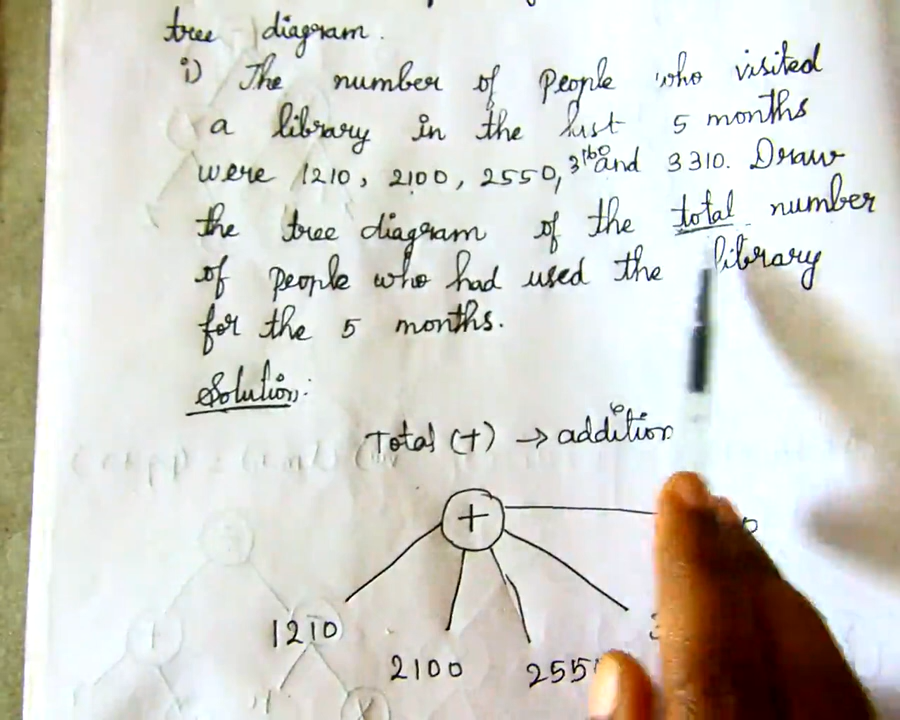 tree diagram.
i) The number of people who visited
a library in the last 5 months
were 1210, 2100, 2550, 3160 and 3310. Draw
the tree diagram of the total number
of people who had used the library
for the 5 months.
Solution:
Total (+) → addition
+
1210
2100